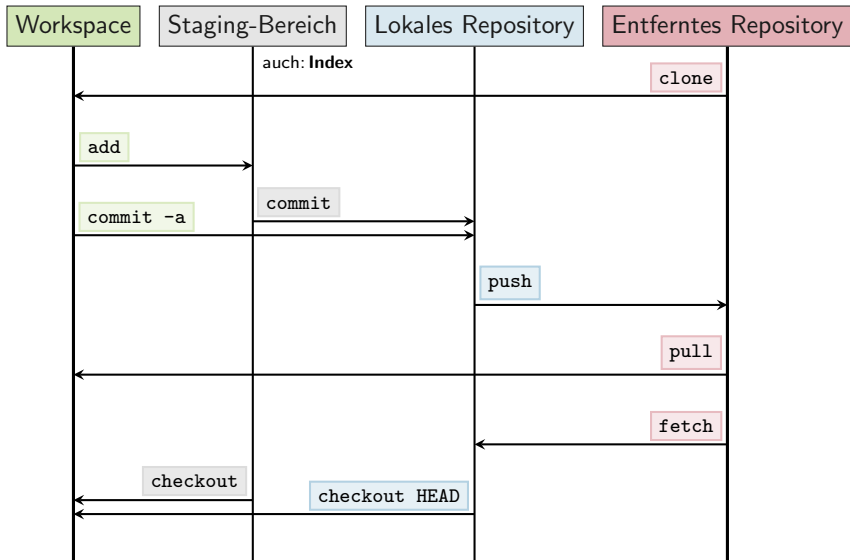 Workspace
Staging-Bereich
Lokales Repository
Entferntes Repository
auch: Index
clone
add
commit
commit -a
push
pull
fetch
checkout
checkout HEAD